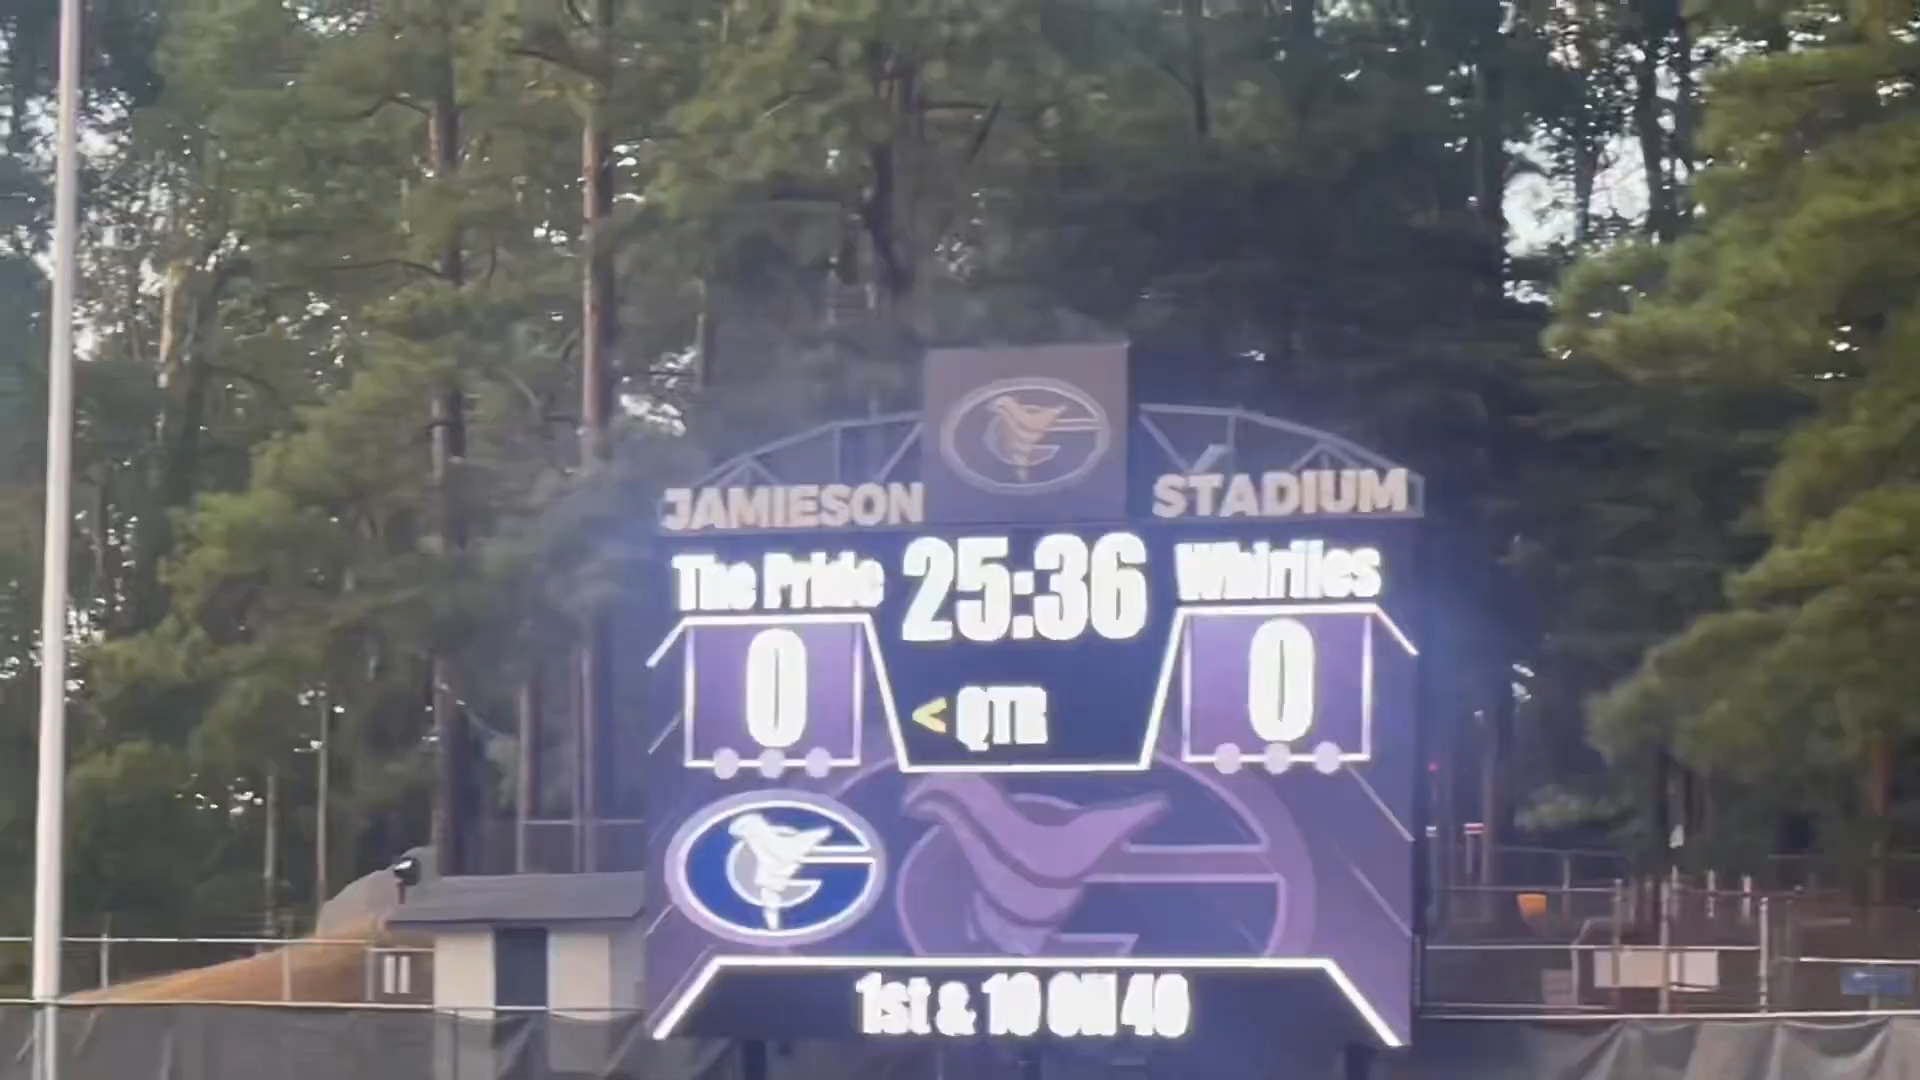 JAMIESON STADIUM
The Pride 25:36 Whirlies
0 0
< QTR
G
G
G
1st & 10 ON 40